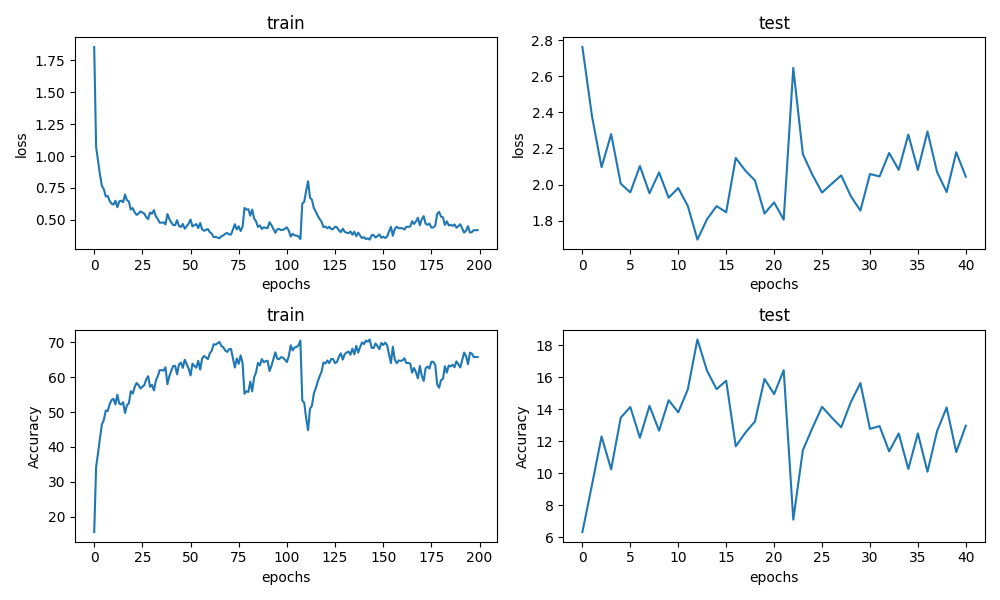 train
loss
1.75
1.50
1.25
1.00
0.75
0.50
0 25 50 75 100 125 150 175 200
epochs
test
loss
2.8
2.6
2.4
2.2
2.0
1.8
0 5 10 15 20 25 30 35 40
epochs
train
Accuracy
70
60
50
40
30
20
0 25 50 75 100 125 150 175 200
epochs
test
Accuracy
18
16
14
12
10
8
6
0 5 10 15 20 25 30 35 40
epochs